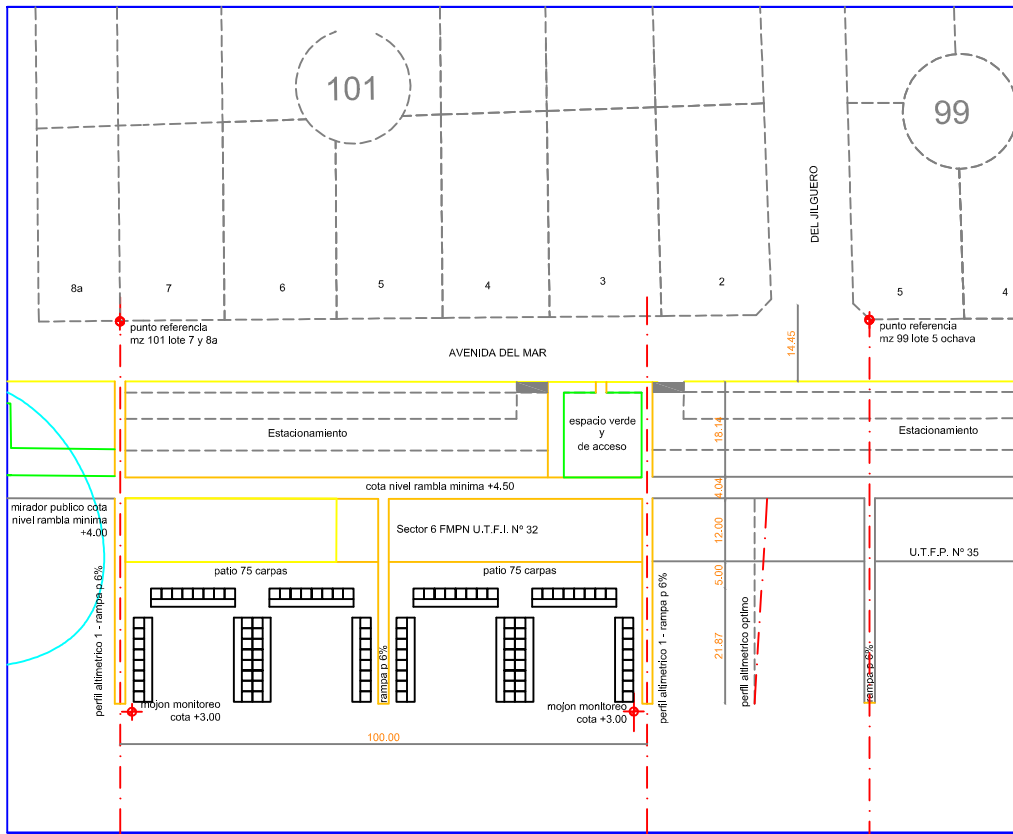 101
99
DEL JILGUERO
8a
7
6
5
4
3
2
5
4
punto referencia
mz 101 lote 7 y 8a
punto referencia
mz 99 lote 5 ochava
AVENIDA DEL MAR
14.45
Estacionamiento
espacio verde
y
de acceso
18.14
Estacionamiento
cota nivel rambla minima +4.50
4.04
mirador publico cota
nivel rambla minima
+4.00
Sector 6 FMPN U.T.F.I. Nº 32
12.00
U.T.F.P. Nº 35
patio 75 carpas
patio 75 carpas
5.00
perfil altimetrico 1 - rampa p 6%
rampa p 6%
perfil altimetrico 1 - rampa p 6%
21.87
perfil altimetrico optimo
rampa p 6%
mojon monitoreo
cota +3.00
mojon monitoreo
cota +3.00
100.00